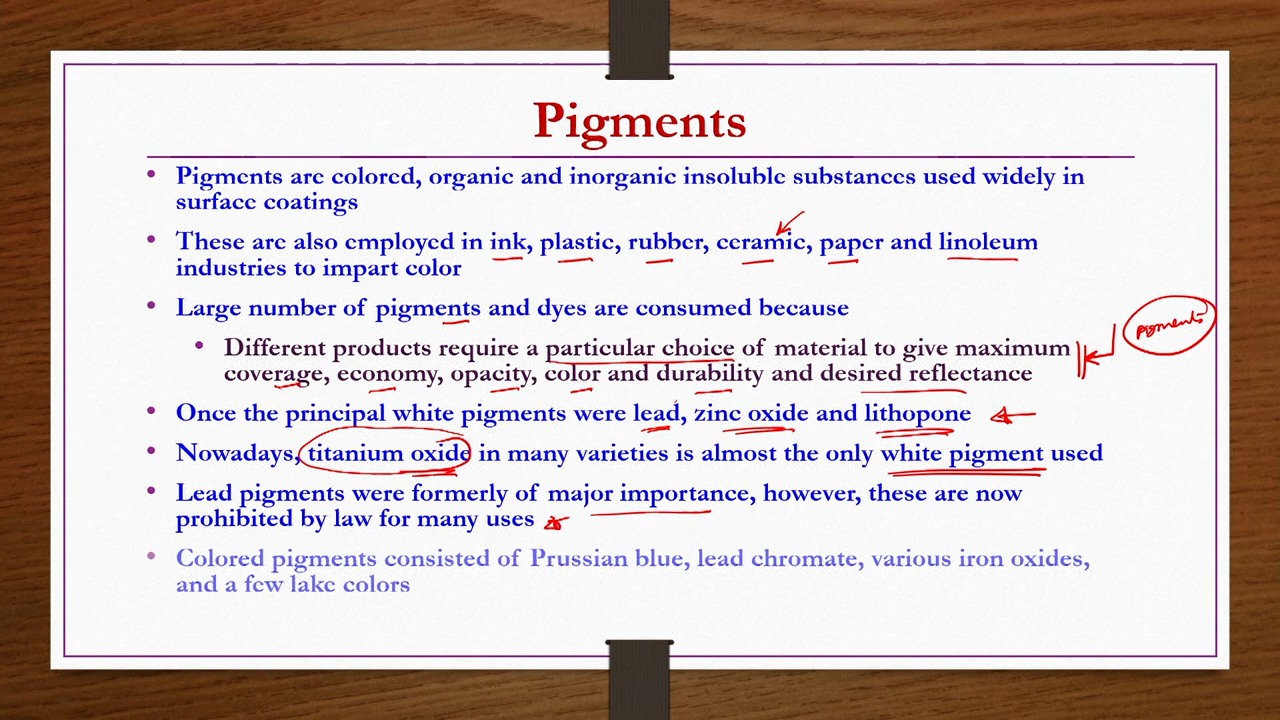 Pigments
• Pigments are colored, organic and inorganic insoluble substances used widely in
surface coatings
• These are also employed in ink, plastic, rubber, ceramic, paper and linoleum
industries to impart color
• Large number of pigments and dyes are consumed because
• Different products require a particular choice of material to give maximum
coverage, economy, opacity, color and durability and desired reflectance
Pigments
• Once the principal white pigments were lead, zinc oxide and lithopone
• Nowadays, titanium oxide in many varieties is almost the only white pigment used
• Lead pigments were formerly of major importance, however, these are now
prohibited by law for many uses
• Colored pigments consisted of Prussian blue, lead chromate, various iron oxides,
and a few lake colors